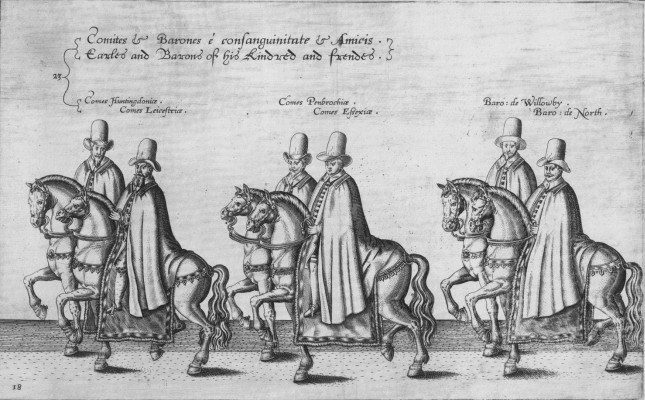 Comites & Barones è consanguinitate & Amicis.
Earles and Barons of his Kindred and frendes.
23
Comes Huntingdoniæ.
Comes Leicestriæ.
Comes Penbrochiæ.
Comes Essexiæ.
Baro: de Willowby.
Baro: de North.
18